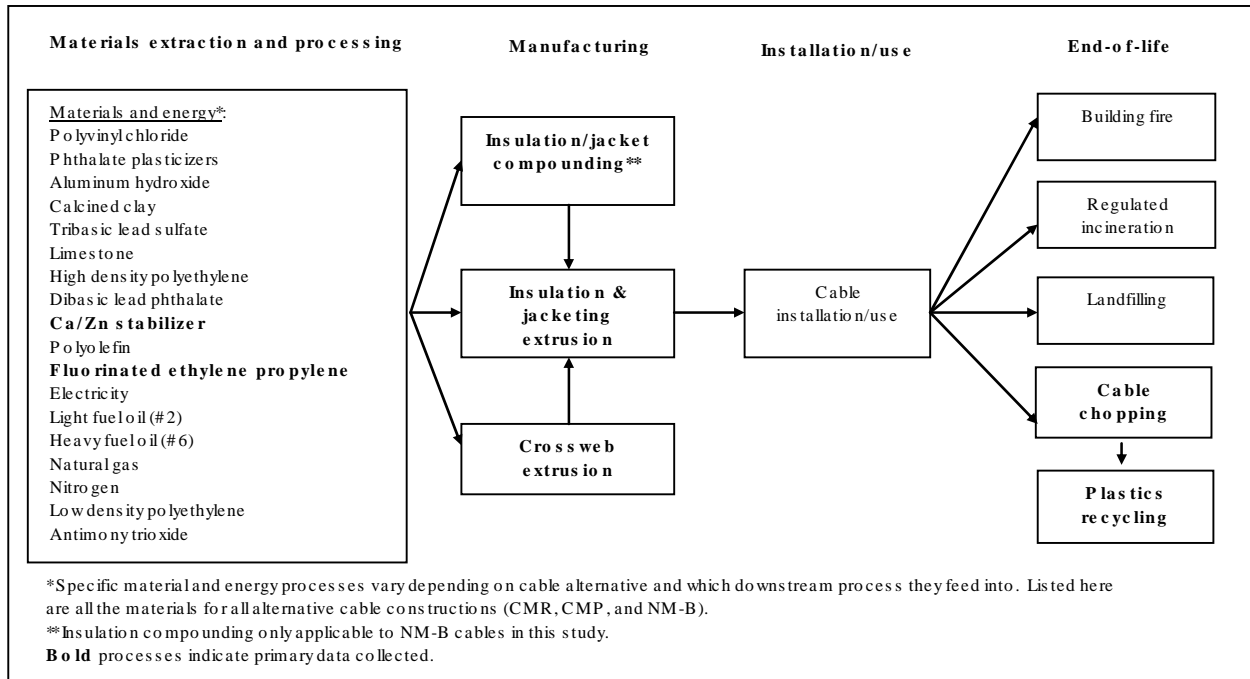 Materials extraction and processing
Manufacturing
Installation/use
End-of-life
Materials and energy*:
Polyvinyl chloride
Phthalate plasticizers
Aluminum hydroxide
Calcined clay
Tribasic lead sulfate
Limestone
High density polyethylene
Dibasic lead phthalate
Ca/Zn stabilizer
Polyolefin
Fluorinated ethylene propylene
Electricity
Light fuel oil (#2)
Heavy fuel oil (#6)
Natural gas
Nitrogen
Low density polyethylene
Antimony trioxide
Insulation/jacket
compounding**
Insulation &
jacketing
extrusion
Crossweb
extrusion
Cable
installation/use
Building fire
Regulated
incineration
Landfilling
Cable
chopping
Plastics
recycling
*Specific material and energy processes vary depending on cable alternative and which downstream process they feed into. Listed here
are all the materials for all alternative cable constructions (CMR, CMP, and NM-B).
**Insulation compounding only applicable to NM-B cables in this study.
Bold processes indicate primary data collected.